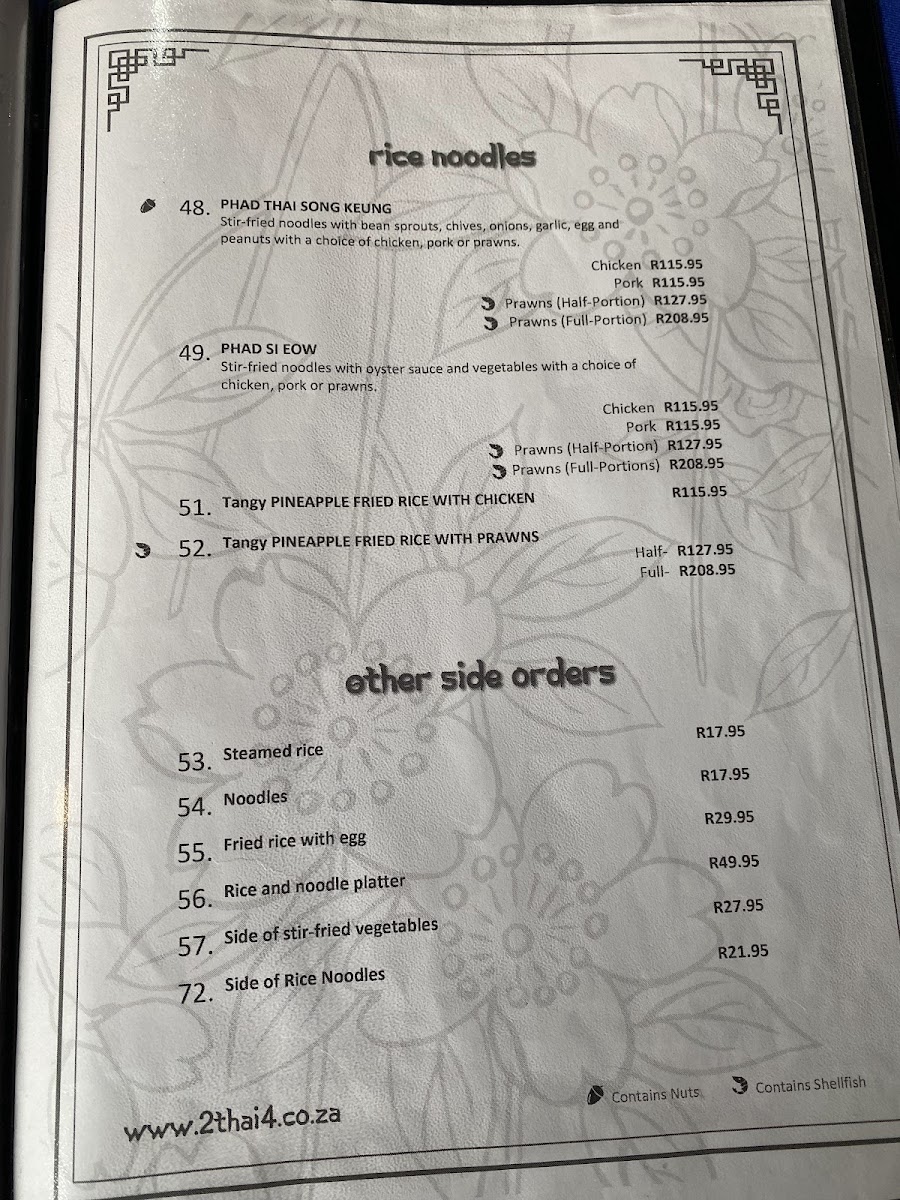 rice noodles
48. PHAD THAI SONG KEUNG
Stir-fried noodles with bean sprouts, chives, onions, garlic, egg and
peanuts with a choice of chicken, pork or prawns.
Chicken R115.95
Pork R115.95
Prawns (Half-Portion) R127.95
Prawns (Full-Portion) R208.95
49. PHAD SI EOW
Stir-fried noodles with oyster sauce and vegetables with a choice of
chicken, pork or prawns.
Chicken R115.95
Pork R115.95
Prawns (Half-Portion) R127.95
Prawns (Full-Portions) R208.95
51. Tangy PINEAPPLE FRIED RICE WITH CHICKEN R115.95
52. Tangy PINEAPPLE FRIED RICE WITH PRAWNS
Half- R127.95
Full- R208.95
other side orders
53. Steamed rice R17.95
54. Noodles R17.95
55. Fried rice with egg R29.95
56. Rice and noodle platter R49.95
57. Side of stir-fried vegetables R27.95
72. Side of Rice Noodles R21.95
Contains Nuts Contains Shellfish
www.2thai4.co.za